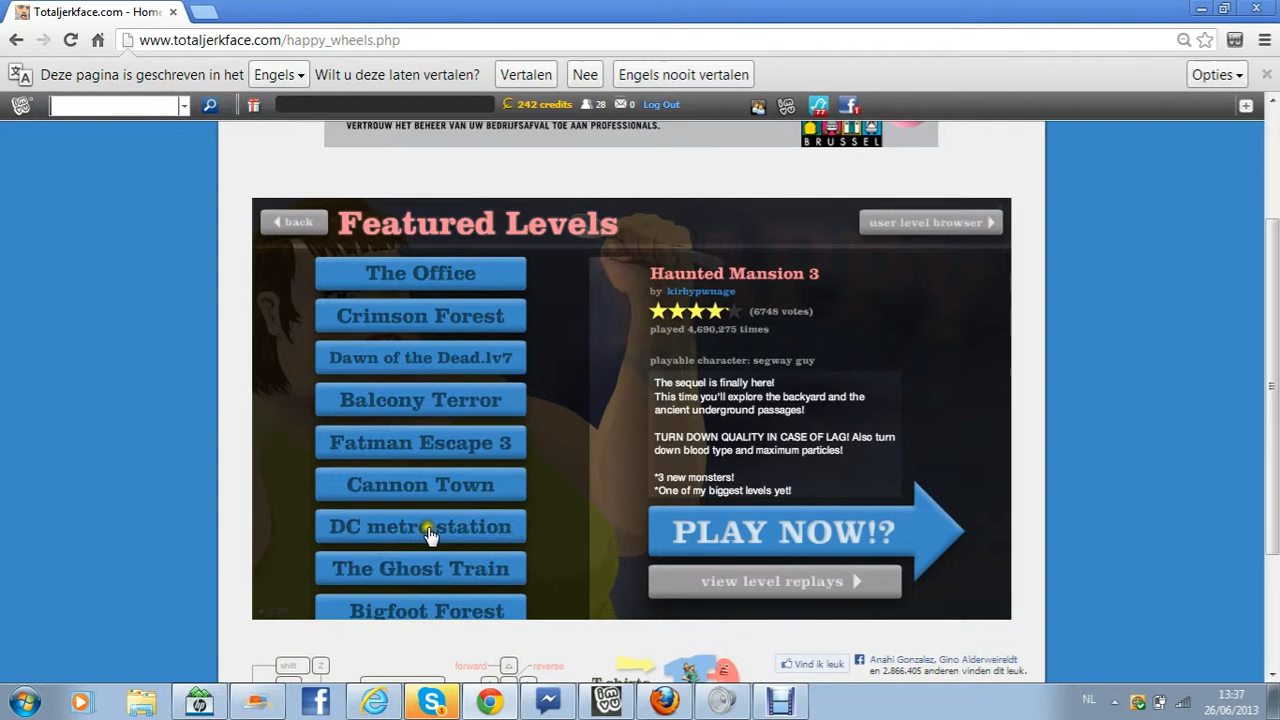 Totaljerkface.com - Home
www.totaljerkface.com/happy_wheels.php
Deze pagina is geschreven in het Engels Wilt u deze laten vertalen? Vertalen Nee Engels nooit vertalen Opties
242 credits 28 0 Log Out 77
VERTROUW HET BEHEER VAN UW BEDRIJFSAFVAL TOE AAN PROFESSIONALS.
BRUSSEL
back Featured Levels user level browser
The Office
Crimson Forest
Dawn of the Dead.lv7
Balcony Terror
Fatman Escape 3
Cannon Town
DC metro station
The Ghost Train
Bigfoot Forest
Haunted Mansion 3
by kirbypwnage
(6748 votes)
played 4,690,275 times
playable character: segway guy
The sequel is finally here!
This time you'll explore the backyard and the
ancient underground passages!
TURN DOWN QUALITY IN CASE OF LAG! Also turn
down blood type and maximum particles!
*3 new monsters!
*One of my biggest levels yet!
PLAY NOW!?
view level replays
shift Z forward reverse
Vind ik leuk
Anahi Gonzalez, Gino Alderweireldt
en 2.866.405 anderen vinden dit leuk.
NL
13:37
26/06/2013